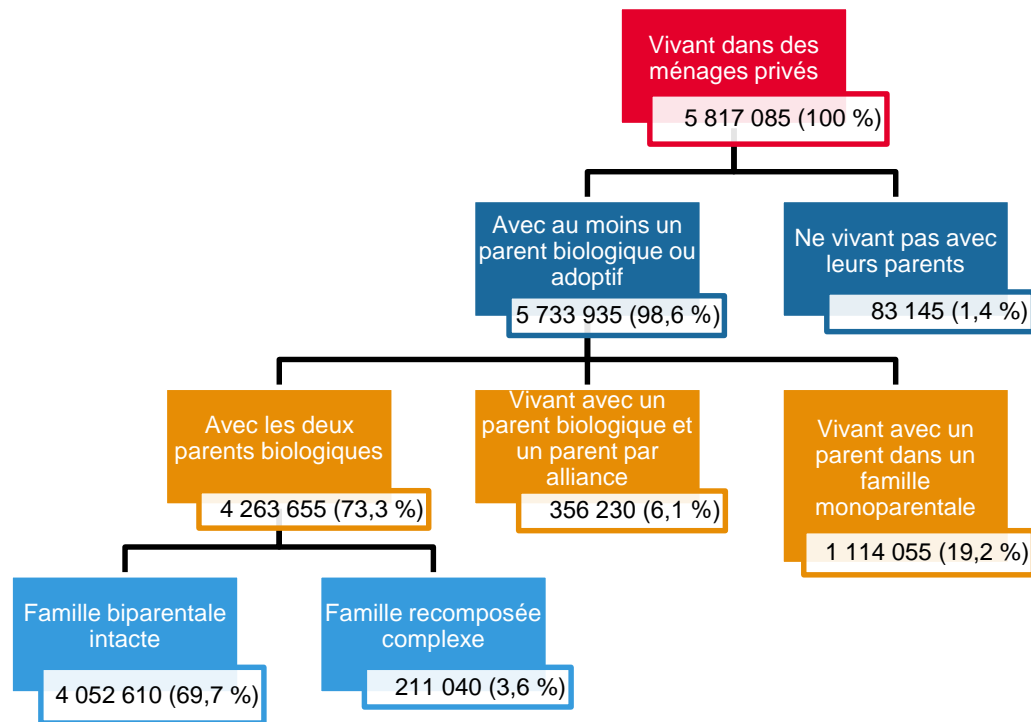 Vivant dans des
ménages privés
5 817 085 (100 %)
Avec au moins un
parent biologique ou
adoptif
5 733 935 (98,6 %)
Ne vivant pas avec
leurs parents
83 145 (1,4 %)
Avec les deux
parents biologiques
4 263 655 (73,3 %)
Vivant avec un
parent biologique et
un parent par
alliance
356 230 (6,1 %)
Vivant avec un
parent dans un
famille
monoparentale
1 114 055 (19,2 %)
Famille biparentale
intacte
4 052 610 (69,7 %)
Famille recomposée
complexe
211 040 (3,6 %)